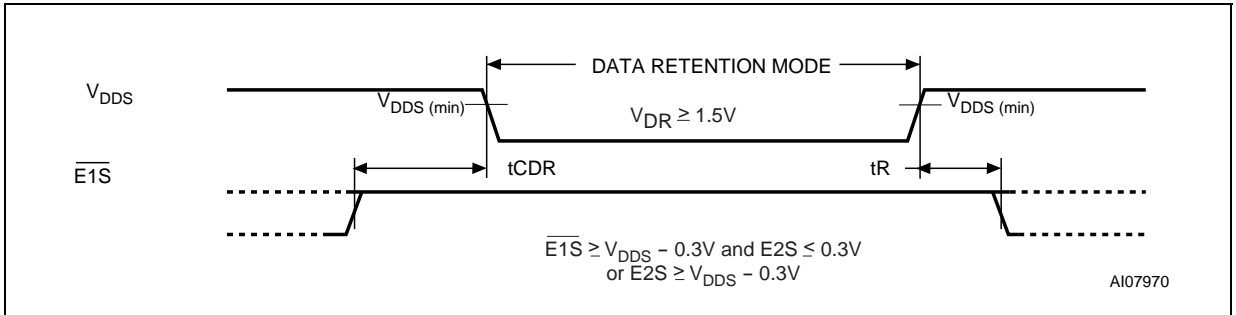 DATA RETENTION MODE
VDDS
VDDS (min)
VDDS (min)
VDR ≥ 1.5V
E1S
tCDR
tR
E1S ≥ VDDS – 0.3V and E2S ≤ 0.3V
or E2S ≥ VDDS – 0.3V
AI07970